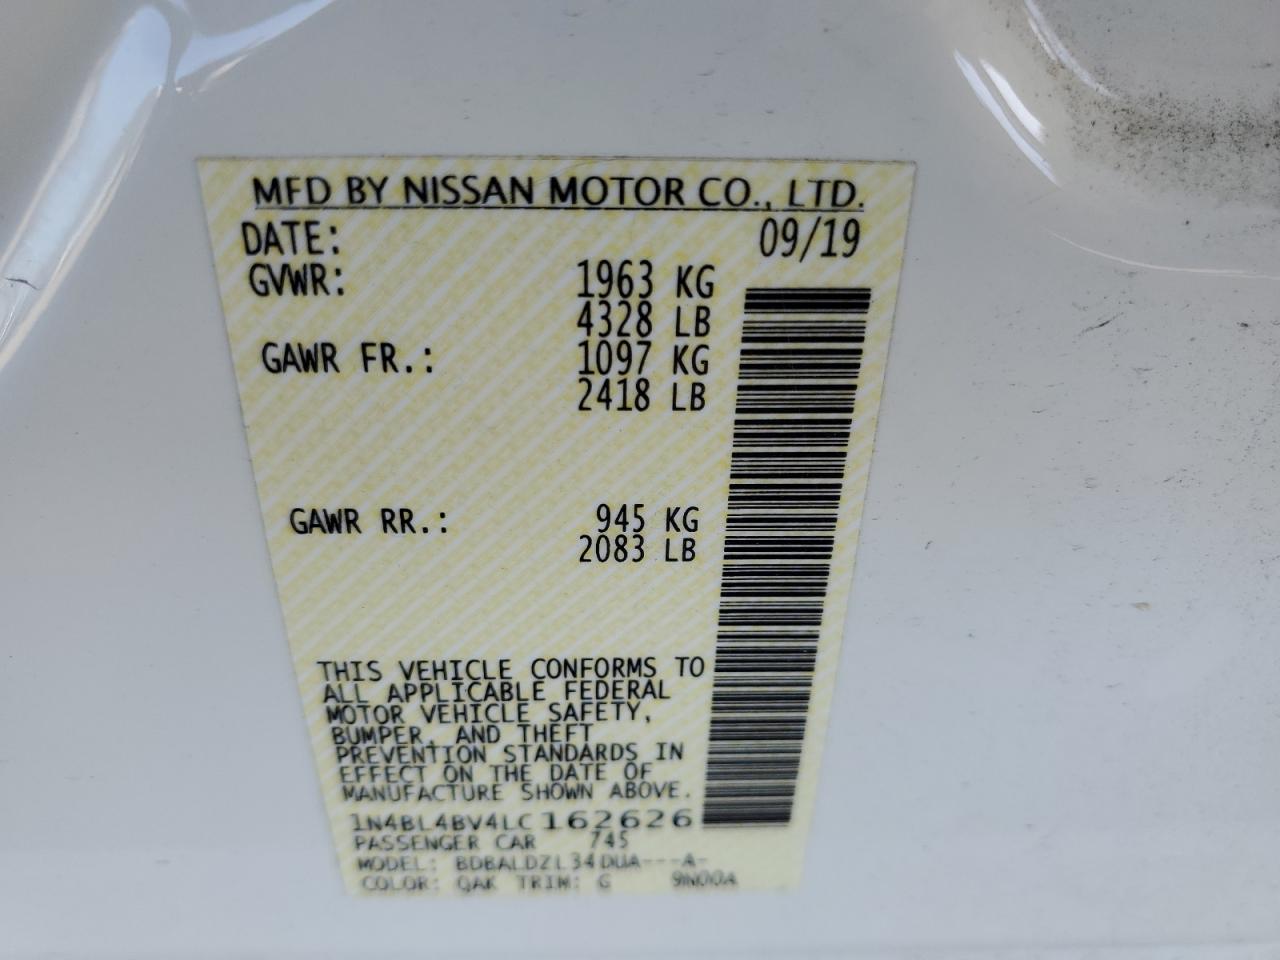 MFD BY NISSAN MOTOR CO., LTD.
DATE: 09/19
GVWR: 1963 KG
4328 LB
GAWR FR.: 1097 KG
2418 LB
GAWR RR.: 945 KG
2083 LB
THIS VEHICLE CONFORMS TO
ALL APPLICABLE FEDERAL
MOTOR VEHICLE SAFETY,
BUMPER, AND THEFT
PREVENTION STANDARDS IN
EFFECT ON THE DATE OF
MANUFACTURE SHOWN ABOVE.
1N4BL4BV4LC162626
PASSENGER CAR 745
MODEL: BDBALDZL34DUA---A-
COLOR: QAK TRIM: G 9N00A